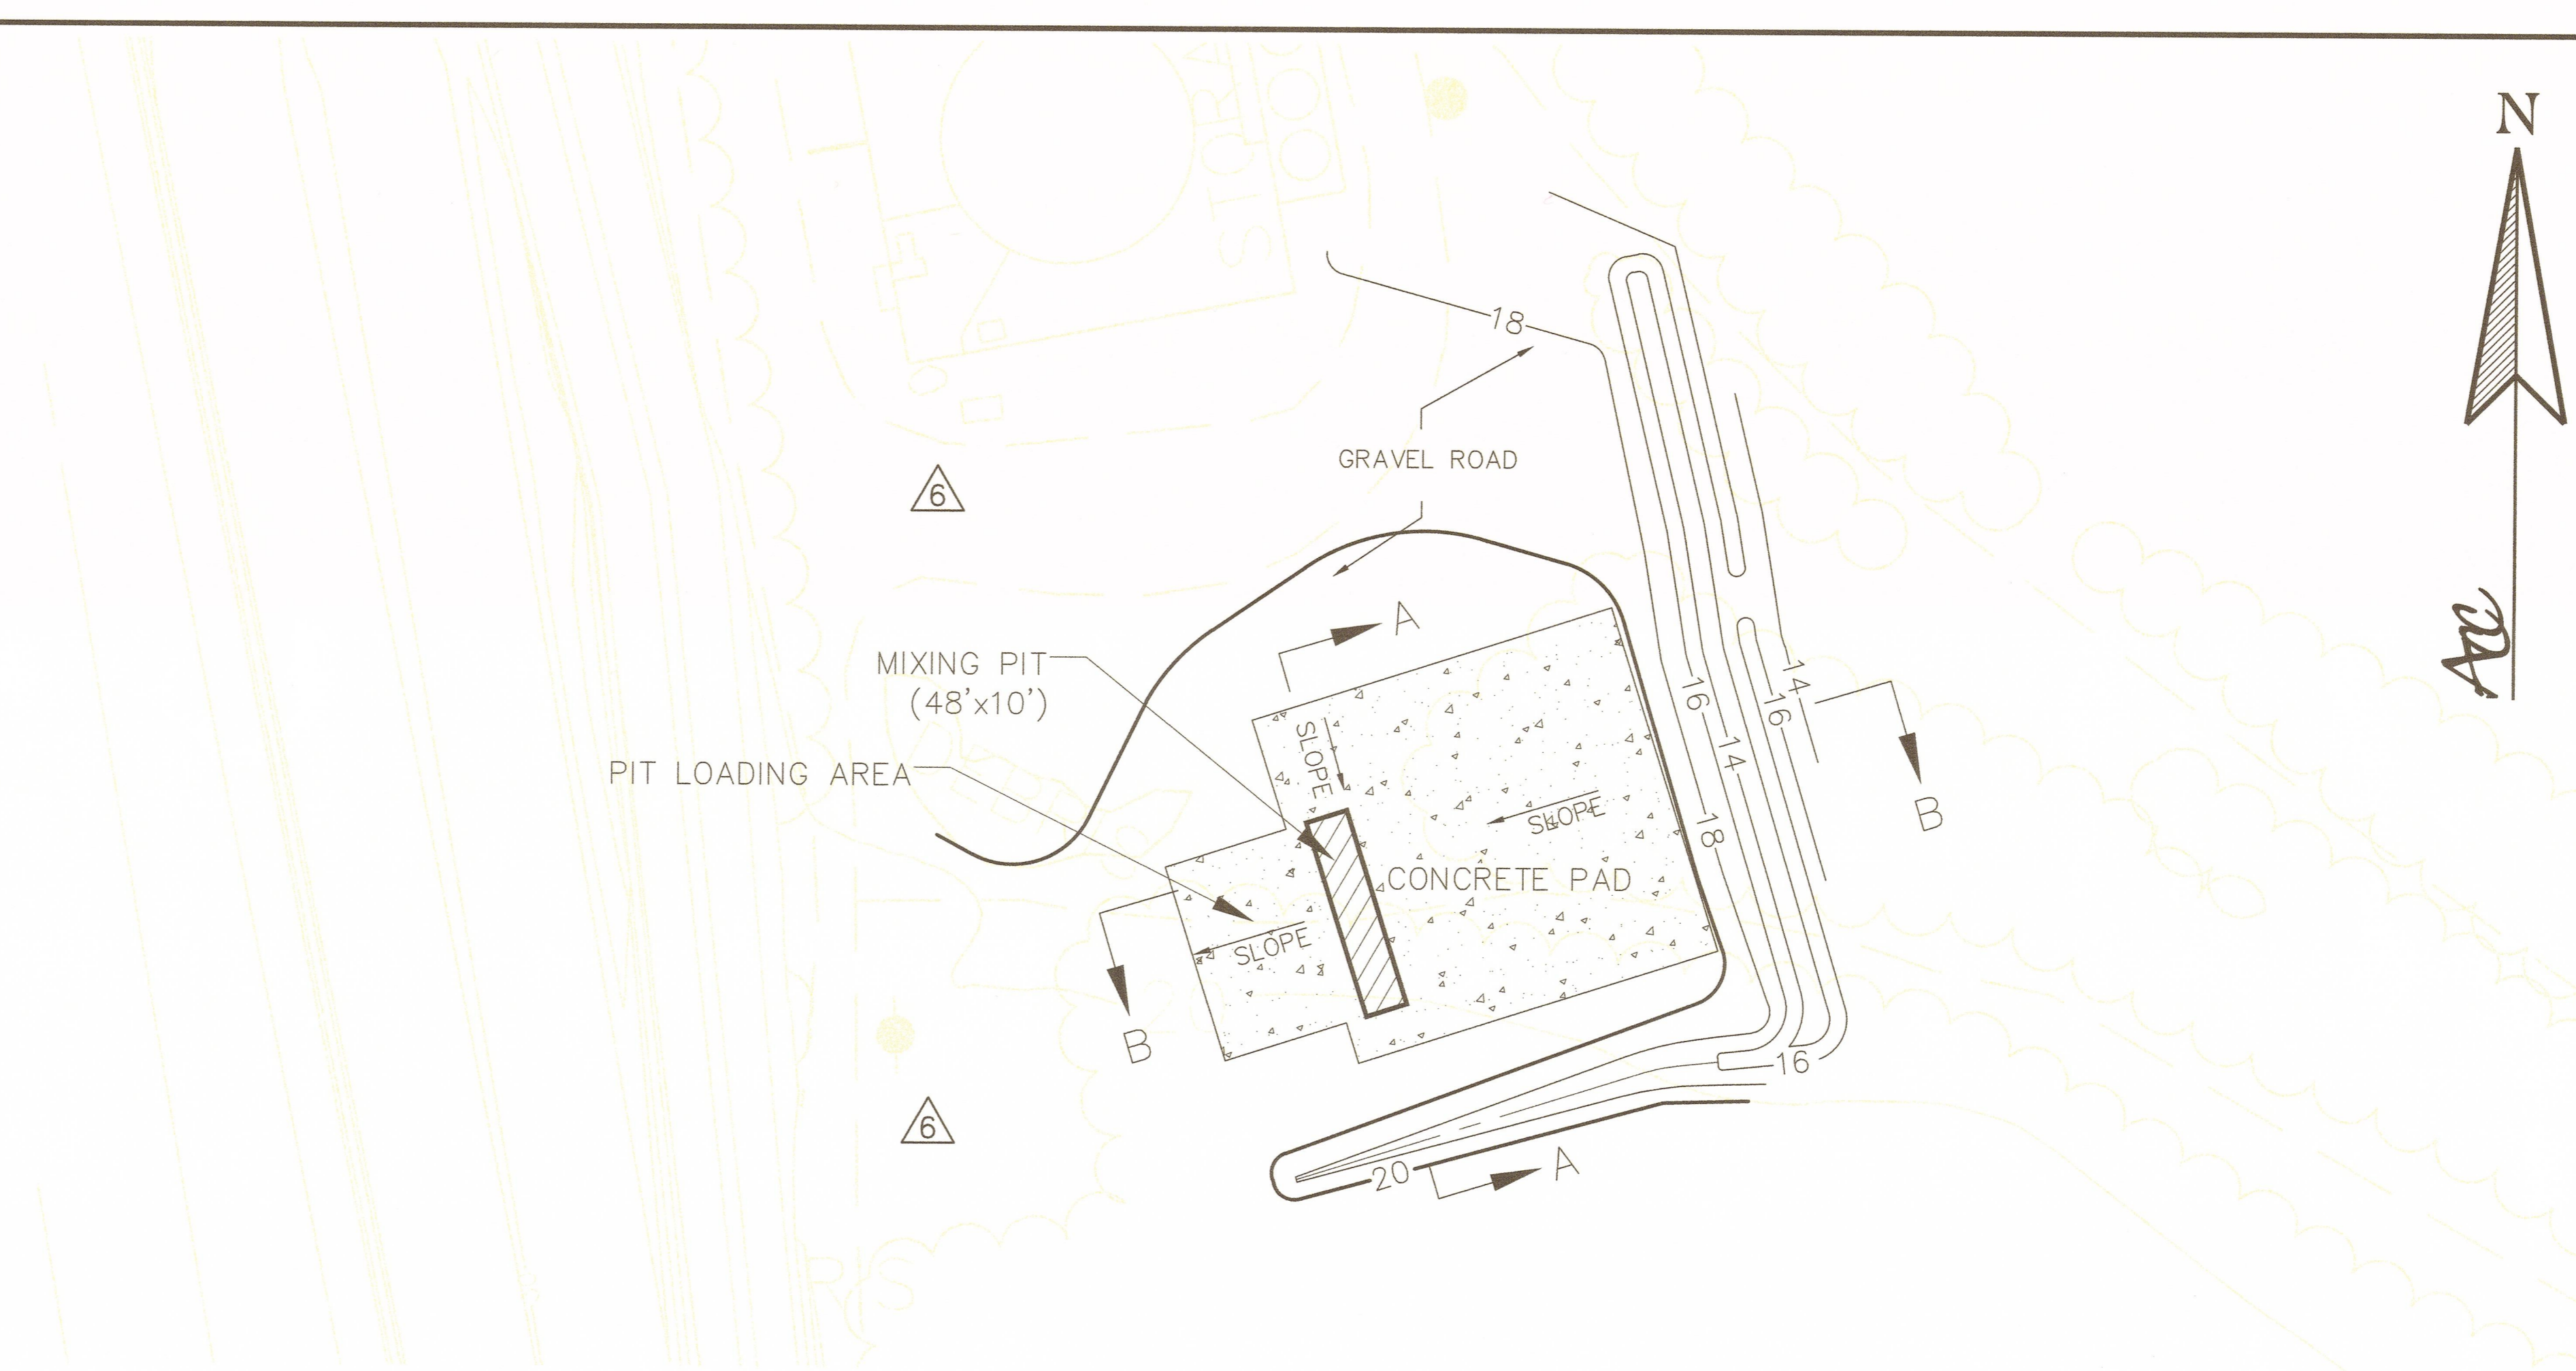 STORA
N
18
GRAVEL ROAD
6
A
MIXING PIT
(48'x10')
14
16
16
B
SLOPE
14
PIT LOADING AREA
SLOPE
18
CONCRETE PAD
SLOPE
B
16
6
20
A